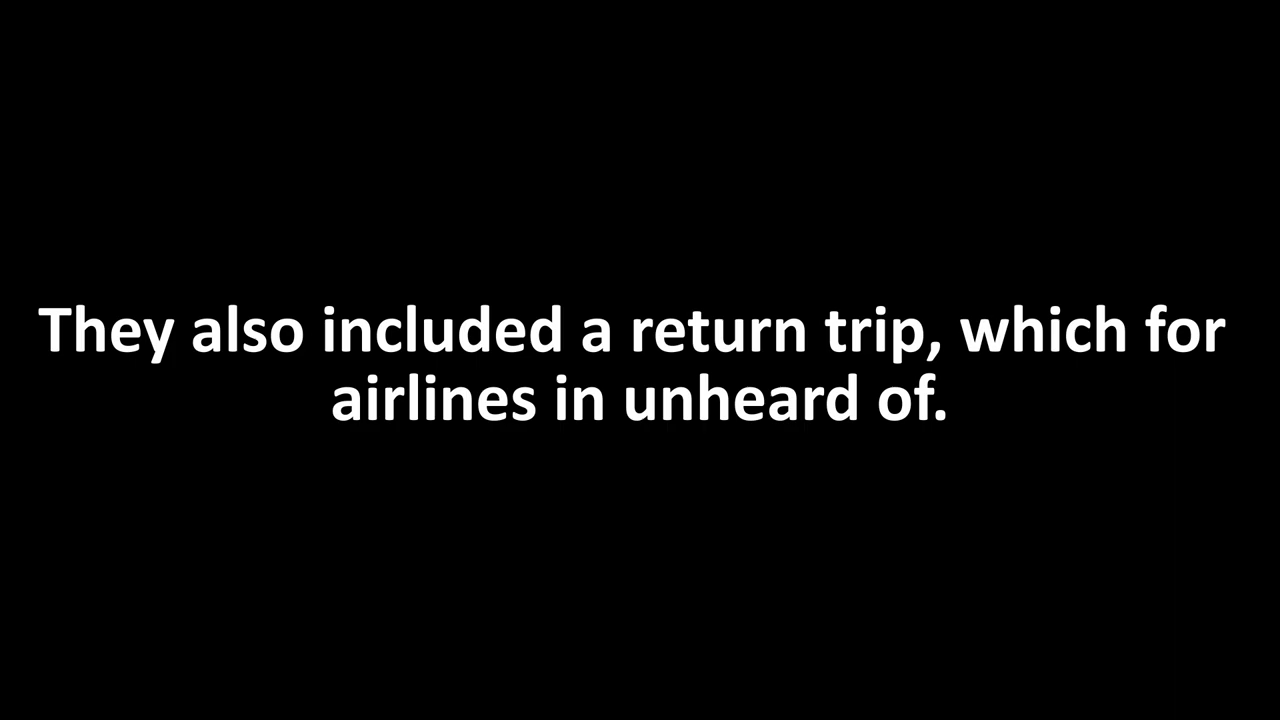 They also included a return trip, which for
airlines in unheard of.